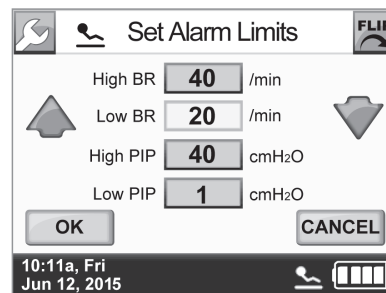 Set Alarm Limits
FLIP
High BR 40 /min
Low BR 20 /min
High PIP 40 cmH2O
Low PIP 1 cmH2O
OK CANCEL
10:11a, Fri
Jun 12, 2015